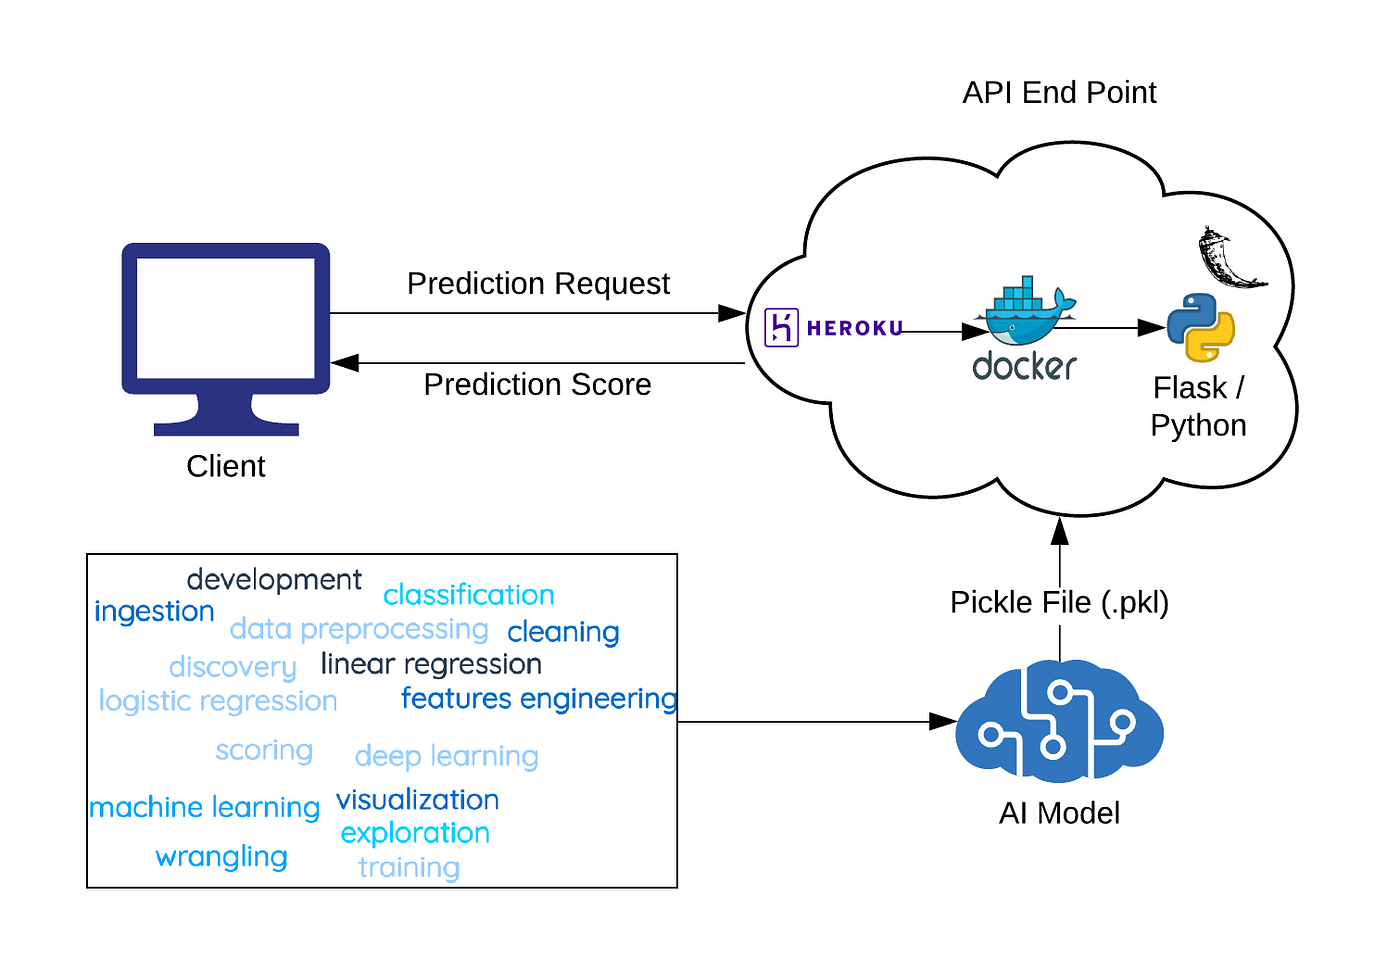 API End Point
Prediction Request
HEROKU
docker
Flask /
Python
Prediction Score
Client
development
classification
ingestion
data preprocessing
cleaning
discovery
linear regression
logistic regression
features engineering
scoring
deep learning
machine learning
visualization
exploration
wrangling
training
Pickle File (.pkl)
AI Model